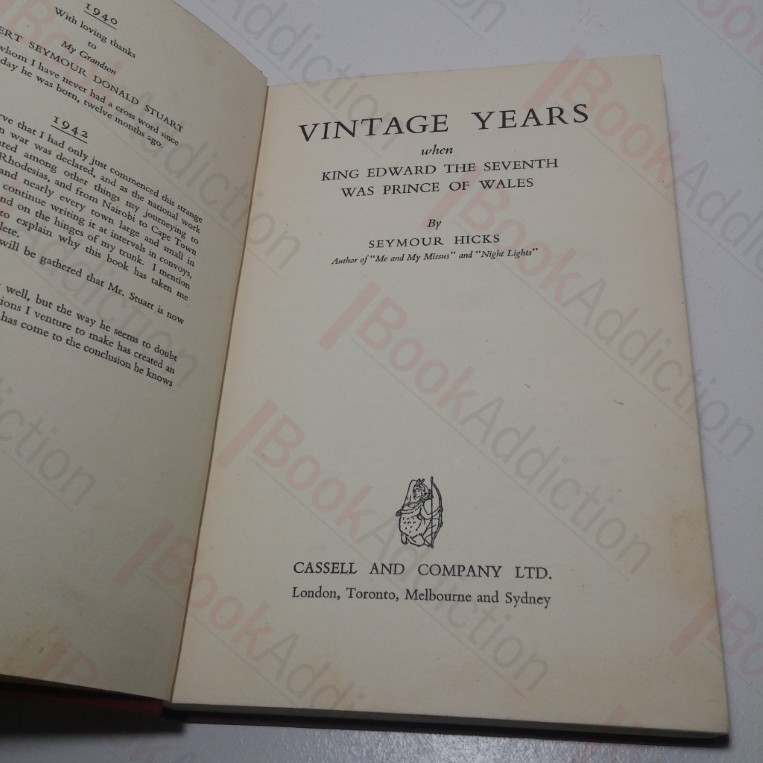 1940
With loving thanks
to
My Grandson
ERT SEYMOUR DONALD STUART
whom I have never had a cross word since
day he was born, twelve months ago.
1942
rve that I had only just commenced this strange
n war was declared, and as the national work
ted among other things my journeying to
Rhodesias, and from Nairobi to Cape Town
and nearly every town large and small in
continue writing it at intervals in convoys,
nd on the hinges of my trunk. I mention
to explain why this book has taken me
lete.
will be gathered that Mr. Stuart is now
well, but the way he seems to doubt
ions I venture to make has created an
has come to the conclusion he knows
VINTAGE YEARS
when
KING EDWARD THE SEVENTH
WAS PRINCE OF WALES
By
SEYMOUR HICKS
Author of "Me and My Missus" and "Night Lights"
CASSELL AND COMPANY LTD.
London, Toronto, Melbourne and Sydney
BookAddiction